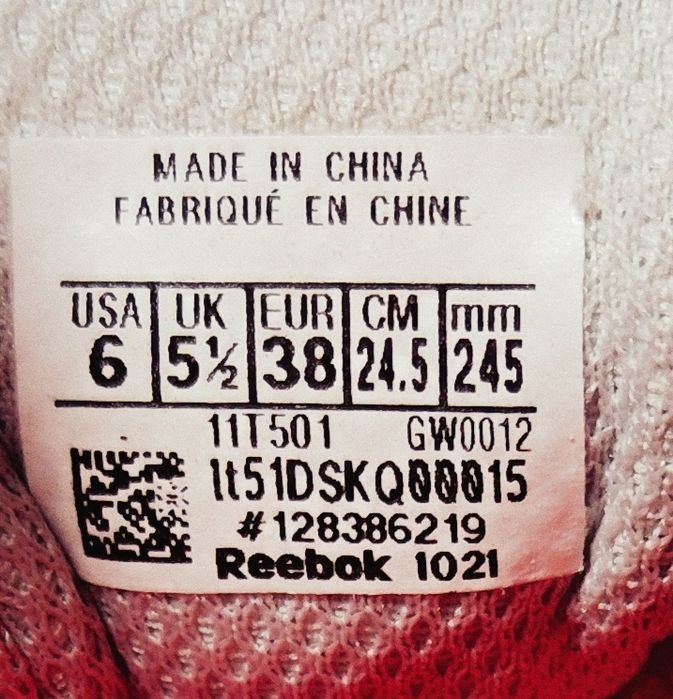 MADE IN CHINA
FABRIQUÉ EN CHINE
USA UK EUR CM mm
6 5½ 38 24.5 245
11T501 GW0012
lt51DSKQ00015
#128386219
Reebok 1021